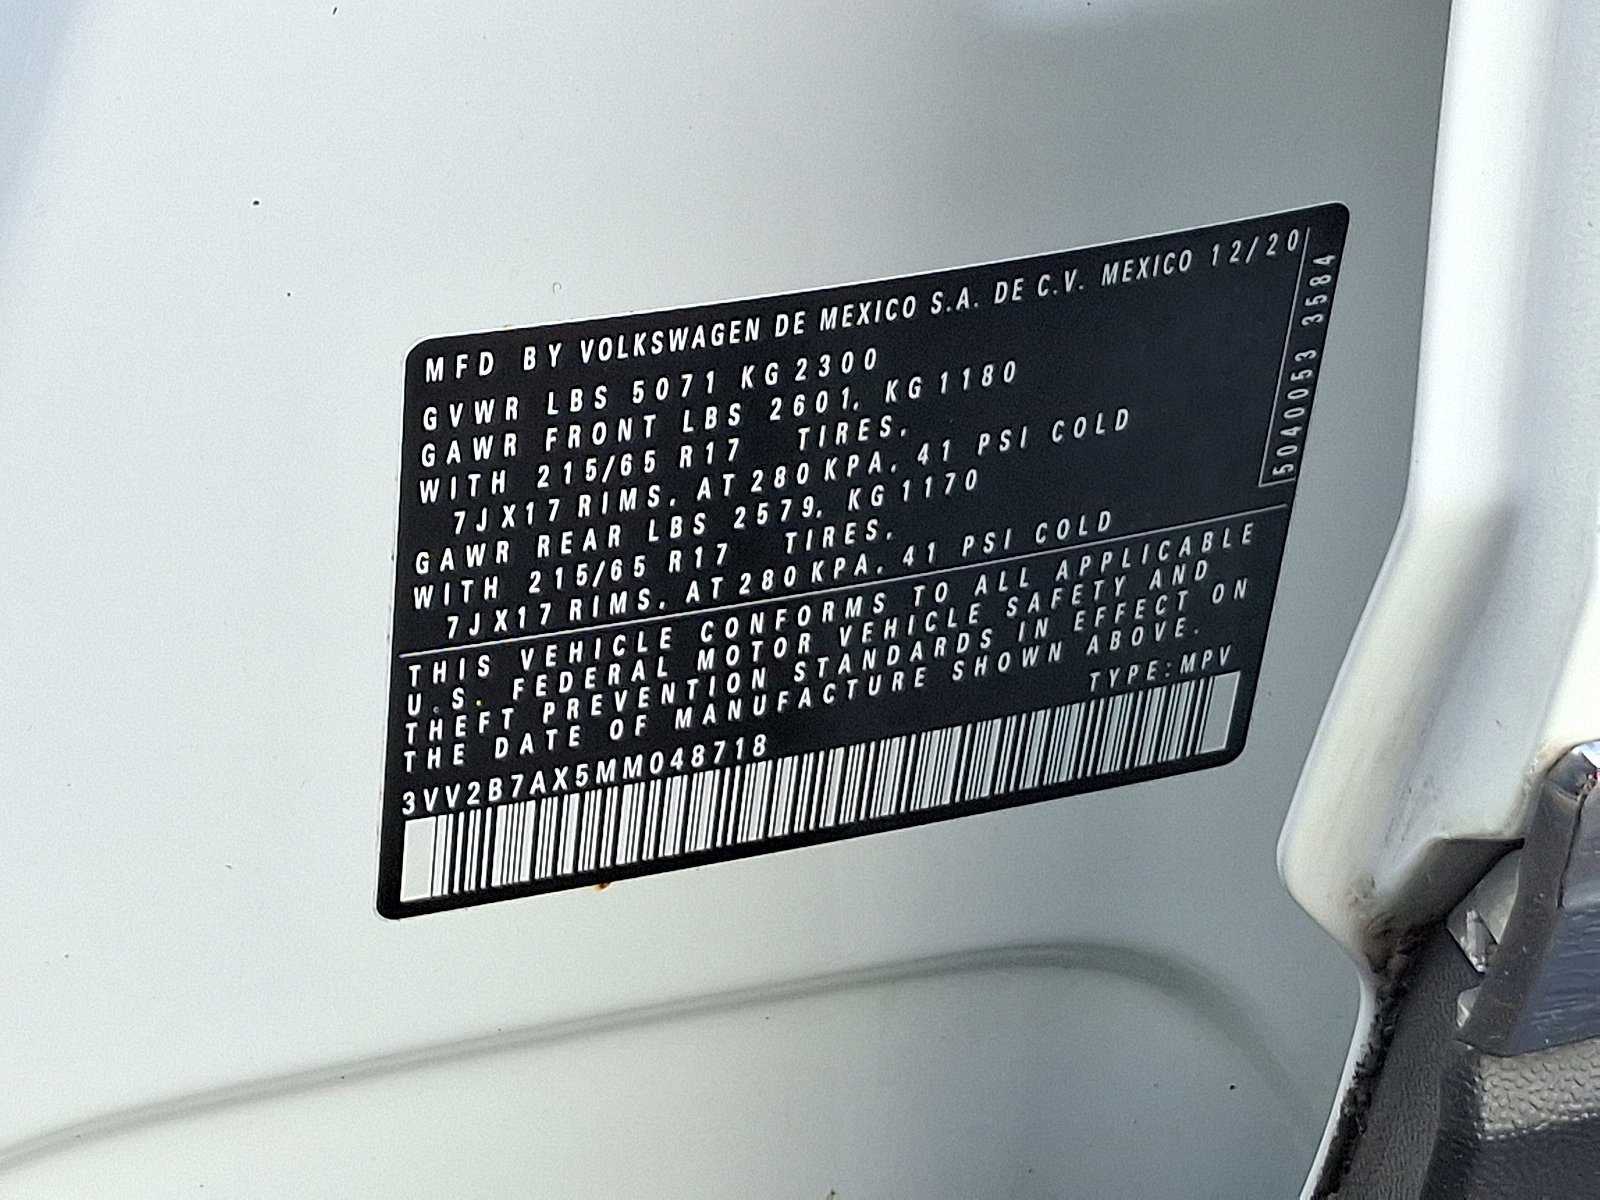 MFD BY VOLKSWAGEN DE MEXICO S.A. DE C.V. MEXICO 12/20
GVWR LBS 5071 KG 2300
GAWR FRONT LBS 2601, KG 1180
WITH 215/65 R17 TIRES,
7JX17 RIMS, AT 280 KPA, 41 PSI COLD
GAWR REAR LBS 2579, KG 1170
WITH 215/65 R17 TIRES,
7JX17 RIMS, AT 280 KPA, 41 PSI COLD
THIS VEHICLE CONFORMS TO ALL APPLICABLE
U.S. FEDERAL MOTOR VEHICLE SAFETY AND
THEFT PREVENTION STANDARDS IN EFFECT ON
THE DATE OF MANUFACTURE SHOWN ABOVE.
TYPE:MPV
3VV2B7AX5MM048718
5040053 3584